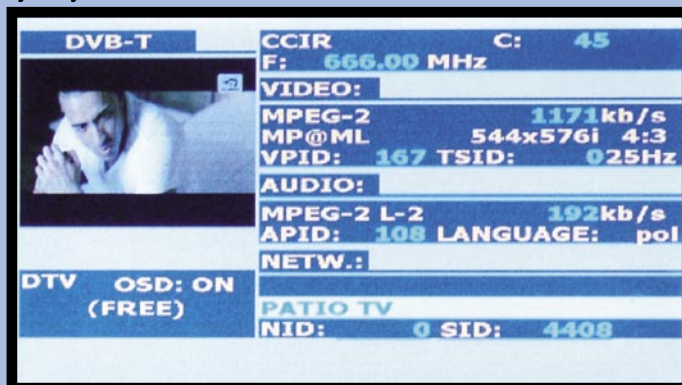 DVB-T
CCIR C: 45
F: 666.00 MHz
VIDEO:
MPEG-2 1171kb/s
MP@ML 544x576i 4:3
VPID: 167 TSID: 025Hz
AUDIO:
MPEG-2 L-2 192kb/s
APID: 108 LANGUAGE: pol
NETW.:
DTV OSD: ON
(FREE)
PATIO TV
NID: 0 SID: 4408